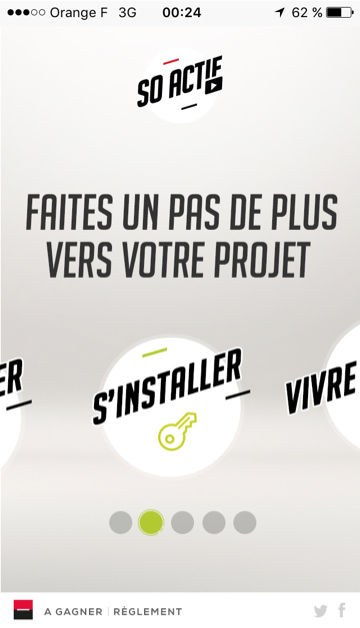 Orange F 3G 00:24 62 %
SO ACTIF
FAITES UN PAS DE PLUS
VERS VOTRE PROJET
ER
S'INSTALLER
VIVRE
A GAGNER | RÈGLEMENT